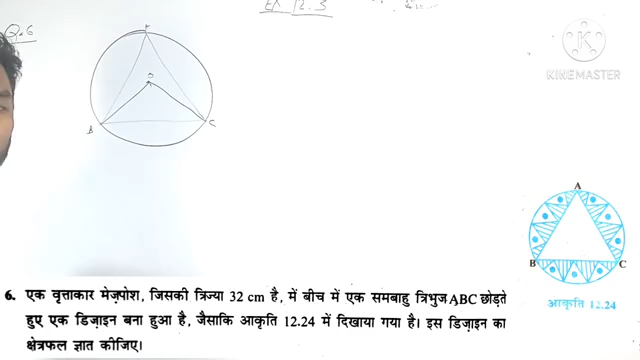 Ex 12.3
Q.6
KINEMASTER
O
B
C
A
B
C
आकृति 12.24
6. एक वृत्ताकार मेज़पोश, जिसकी त्रिज्या 32 cm है, में बीच में एक समबाहु त्रिभुज ABC छोड़ते
हुए एक डिज़ाइन बना हुआ है, जैसाकि आकृति 12.24 में दिखाया गया है। इस डिज़ाइन का
क्षेत्रफल ज्ञात कीजिए।